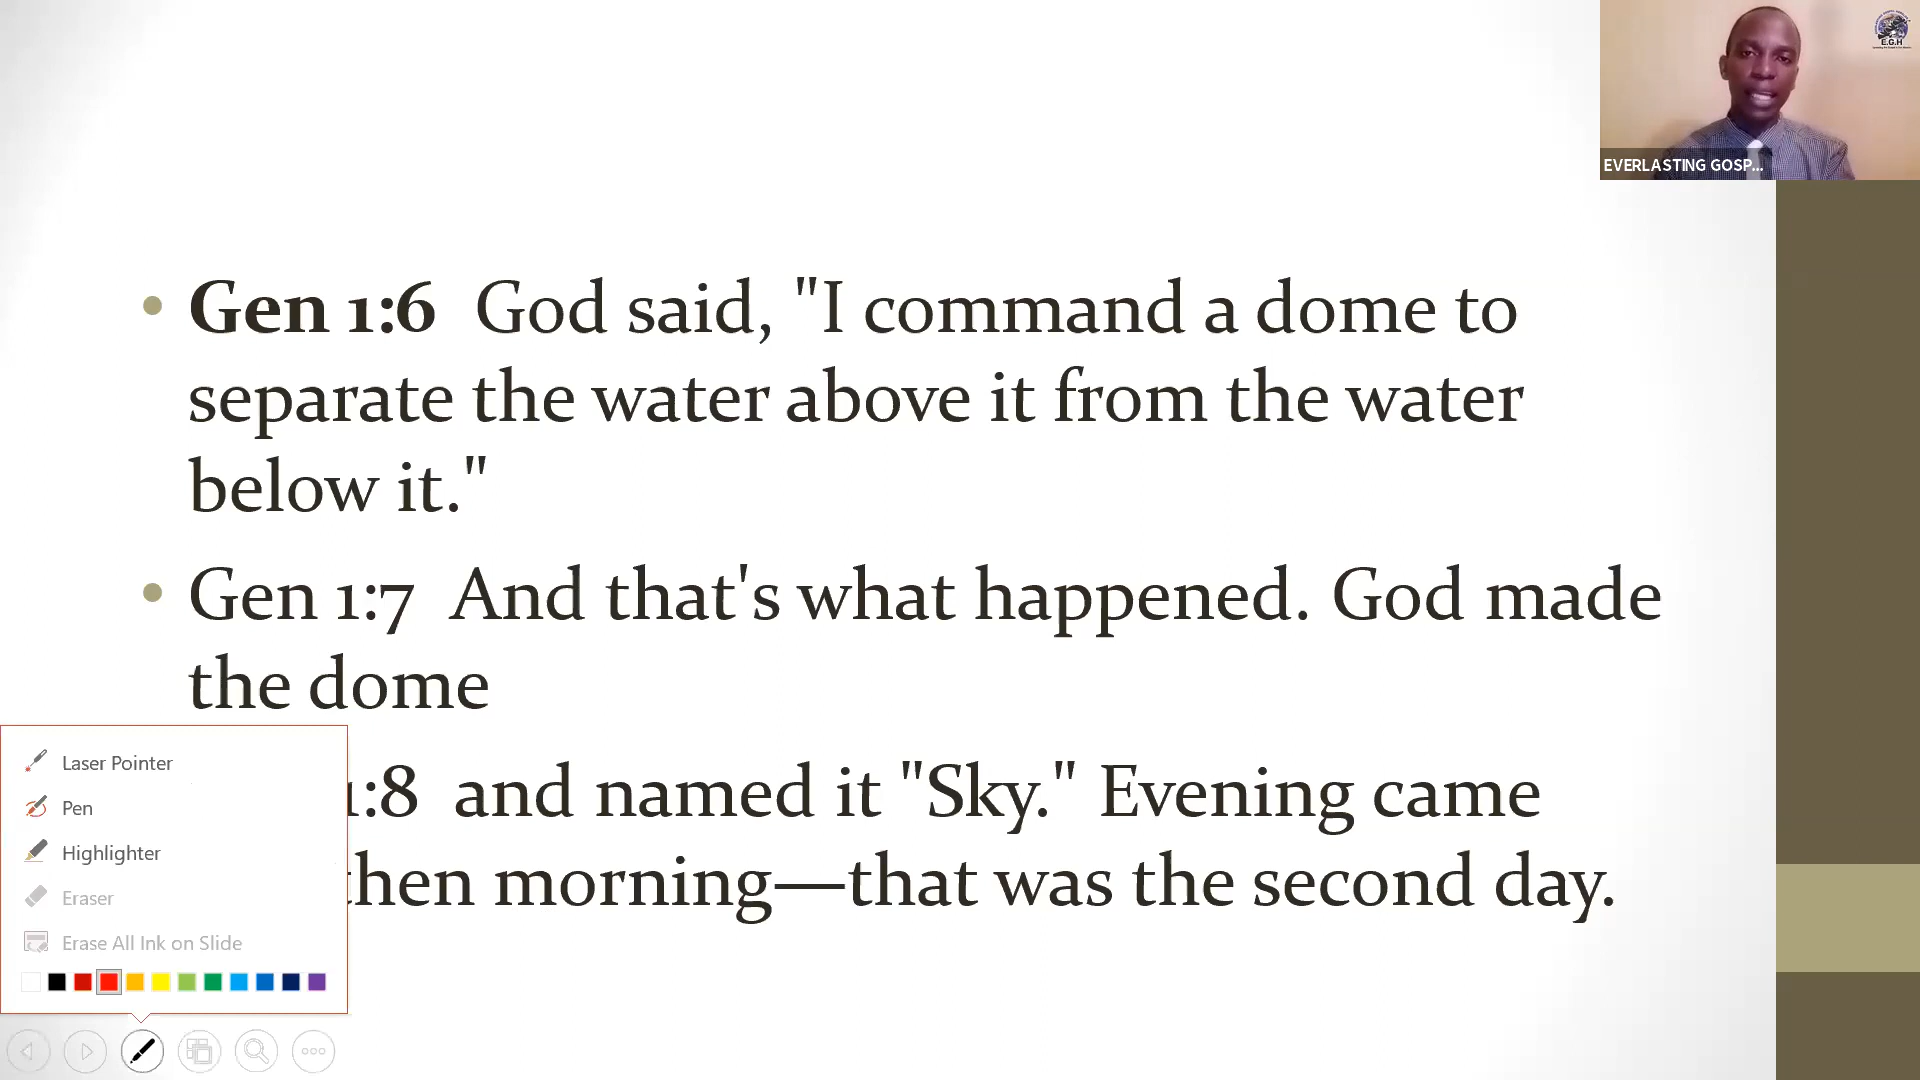 E.G.H
EVERLASTING GOSP...
• Gen 1:6 God said, "I command a dome to
separate the water above it from the water
below it."
• Gen 1:7 And that's what happened. God made
the dome
1:8 and named it "Sky." Evening came
then morning—that was the second day.
Laser Pointer
Pen
Highlighter
Eraser
Erase All Ink on Slide